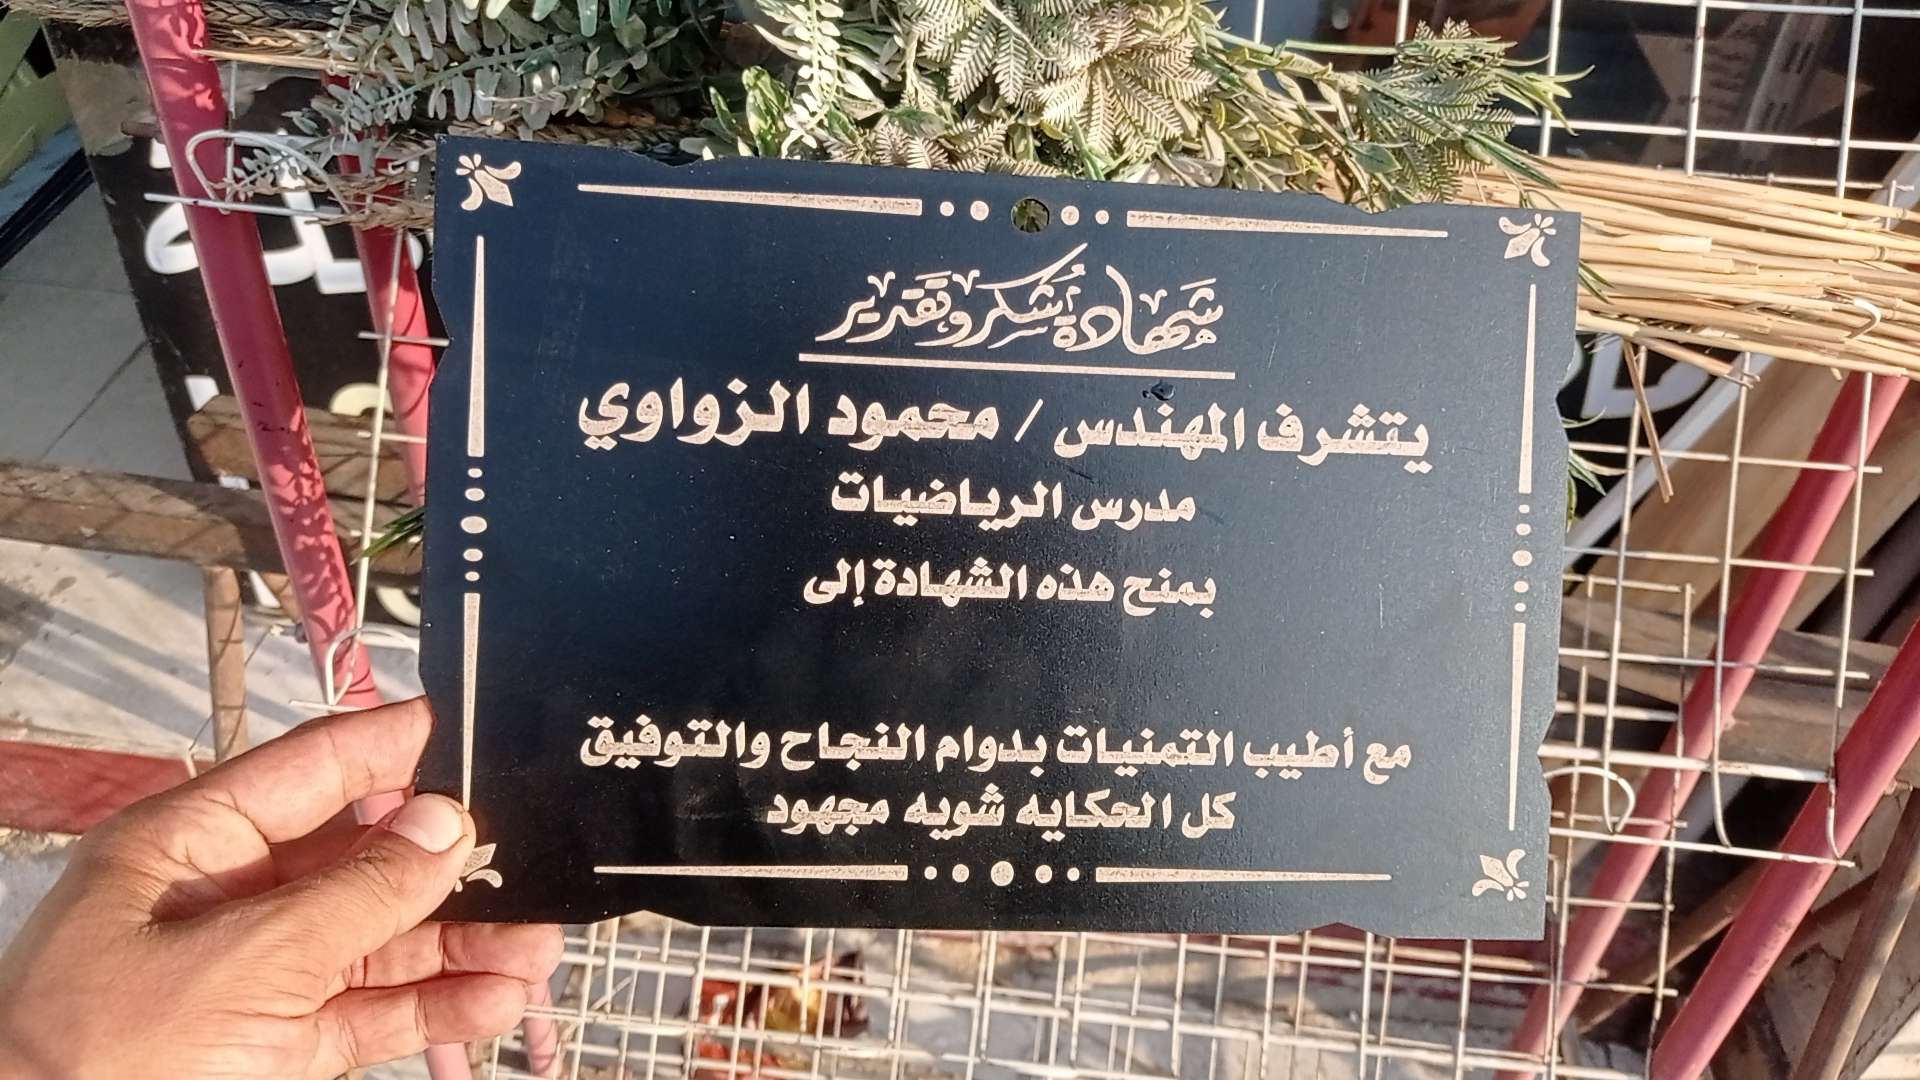 شهادة شُكر وتقدير
يتشرف المهندس / محمود الزواوي
مدرس الرياضيات
بمنح هذه الشهادة إلى
مع أطيب التمنيات بدوام النجاح والتوفيق
كل الحكايه شويه مجهود